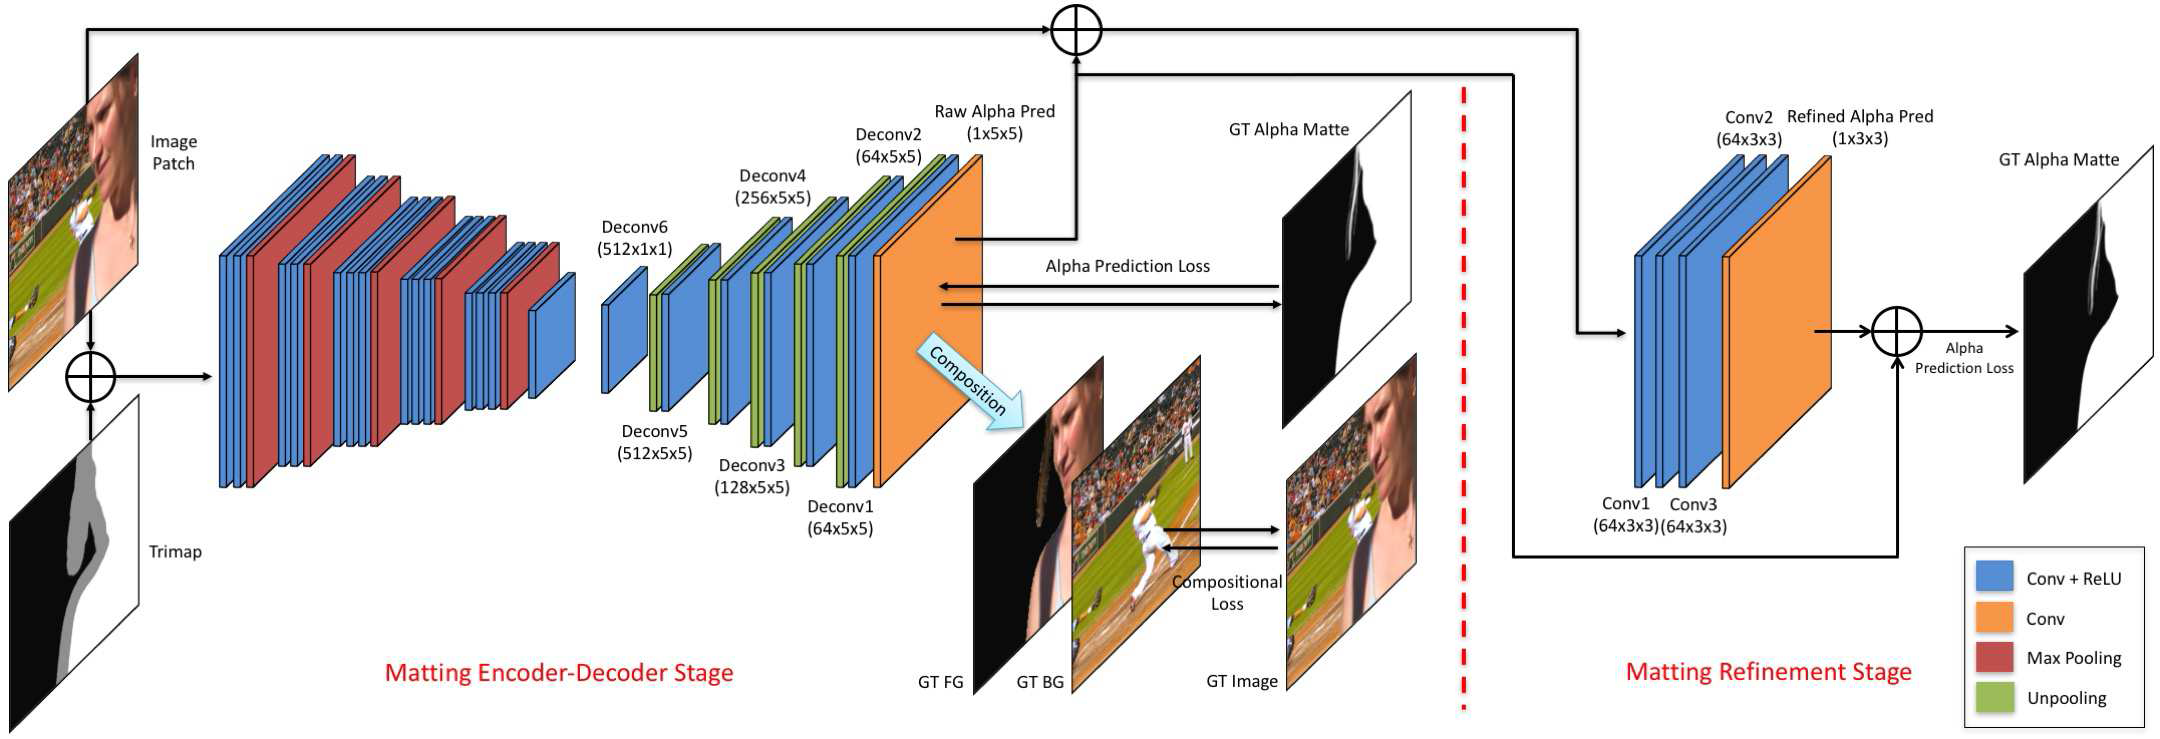 Image
Patch
Trimap
Deconv6
(512x1x1)
Deconv5
(512x5x5)
Deconv4
(256x5x5)
Deconv3
(128x5x5)
Deconv2
(64x5x5)
Deconv1
(64x5x5)
Raw Alpha Pred
(1x5x5)
GT Alpha Matte
Alpha Prediction Loss
Composition
GT FG
GT BG
Compositional
Loss
GT Image
Matting Encoder-Decoder Stage
Conv2
(64x3x3)
Refined Alpha Pred
(1x3x3)
Conv1
(64x3x3)
Conv3
(64x3x3)
GT Alpha Matte
Alpha
Prediction Loss
Matting Refinement Stage
Conv + ReLU
Conv
Max Pooling
Unpooling